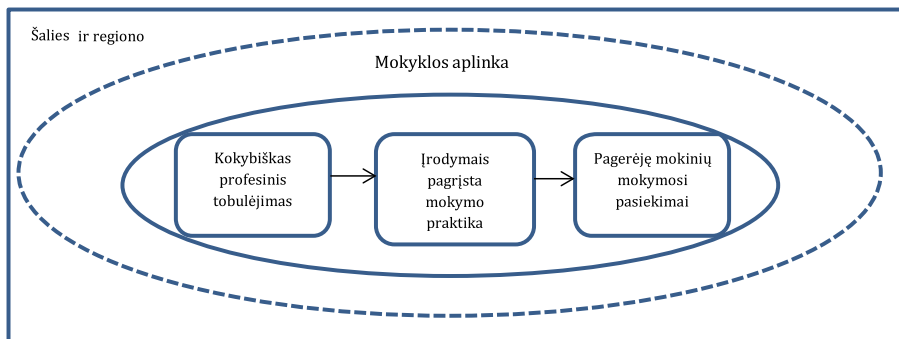 Šalies ir regiono
Mokyklos aplinka
Kokybiškas
profesinis
tobulėjimas
Įrodymais
pagrįsta
mokymo
praktika
Pagerėję mokinių
mokymosi
pasiekimai